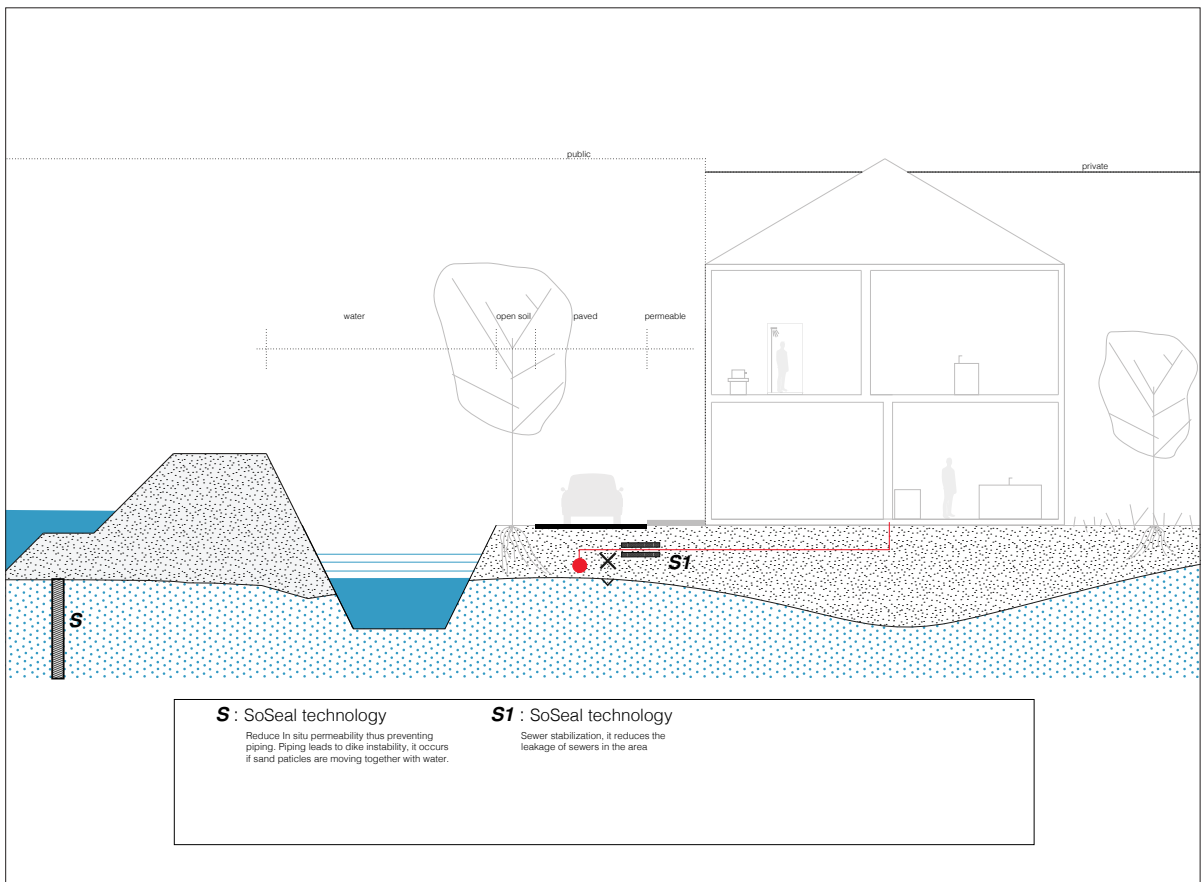 public
private
water
open soil
paved
permeable
S1
S
S : SoSeal technology
Reduce In situ permeability thus preventing
piping. Piping leads to dike instability, it occurs
if sand paticles are moving together with water.
S1 : SoSeal technology
Sewer stabilization, it reduces the
leakage of sewers in the area